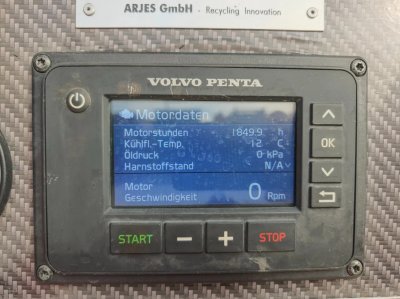 ARJES GmbH - Recycling Innovation
VOLVO PENTA
Motordaten
Motorstunden 1849.9 h
Kühlfl.-Temp. 12 C
Öldruck 0 kPa
Harnstoffstand N/A
Motor
Geschwindigkeit 0 Rpm
OK
START - + STOP